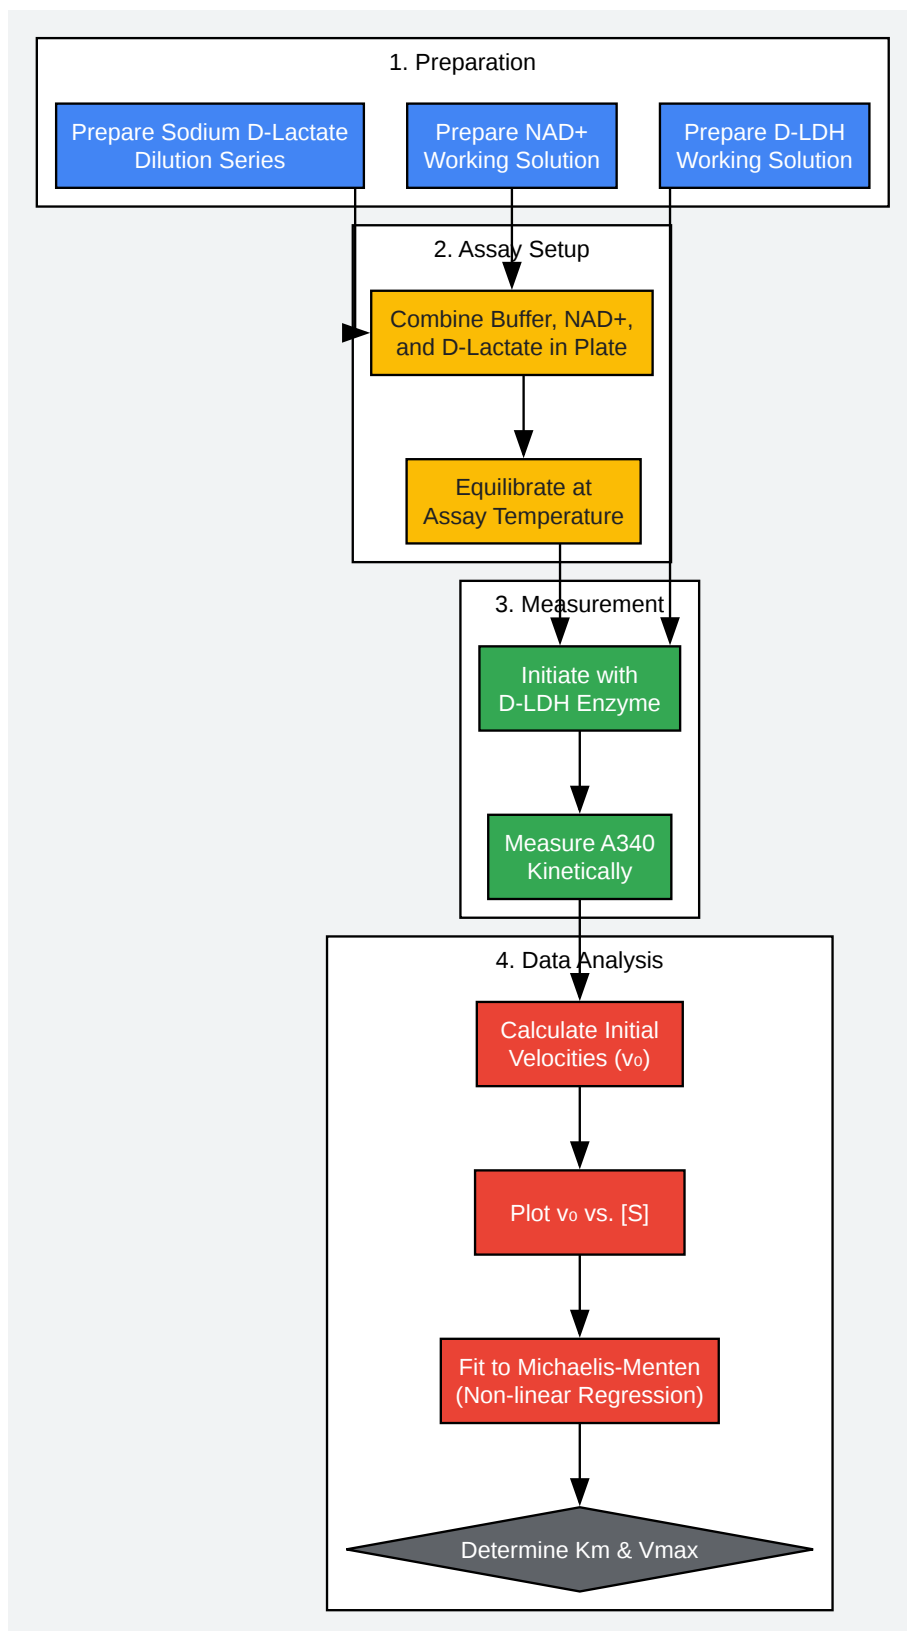 1. Preparation
Prepare Sodium D-Lactate
Dilution Series
Prepare NAD+
Working Solution
Prepare D-LDH
Working Solution
2. Assay Setup
Combine Buffer, NAD+,
and D-Lactate in Plate
Equilibrate at
Assay Temperature
3. Measurement
Initiate with
D-LDH Enzyme
Measure A340
Kinetically
4. Data Analysis
Calculate Initial
Velocities (v₀)
Plot v₀ vs. [S]
Fit to Michaelis-Menten
(Non-linear Regression)
Determine Km & Vmax